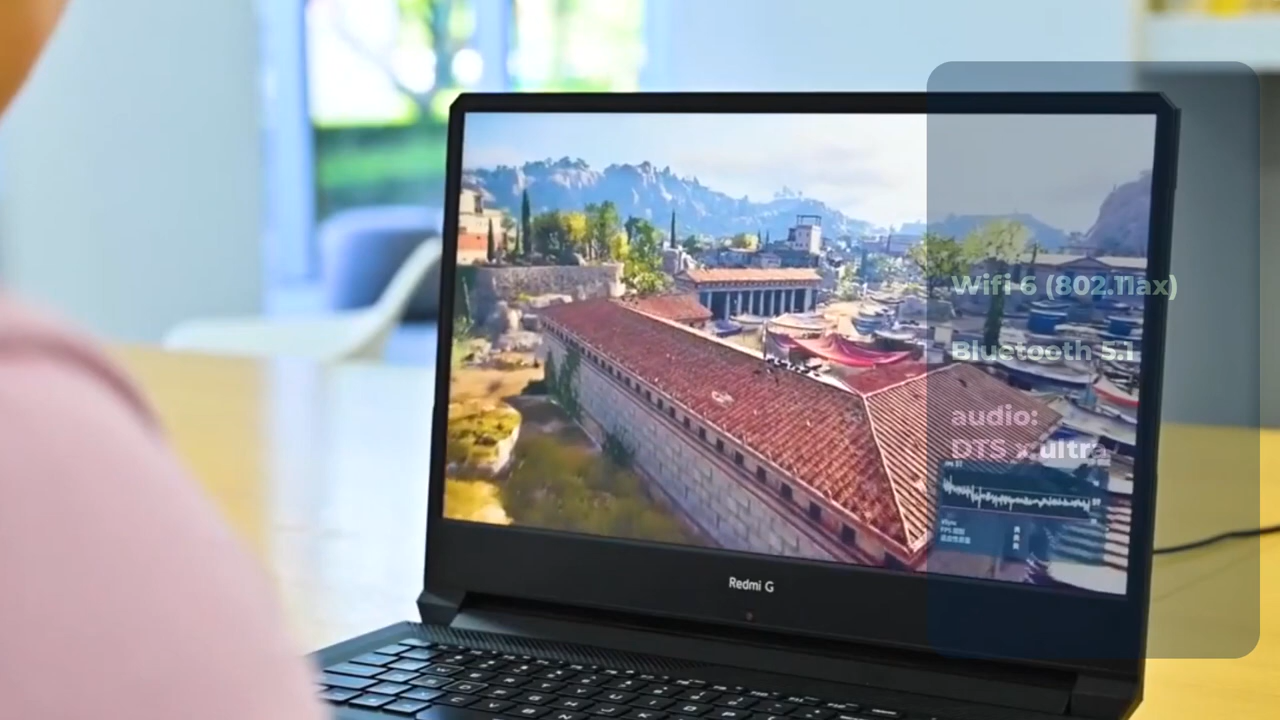 Wifi 6 (802.11ax)
Bluetooth 5.1
audio:
DTS x:ultra
Redmi G